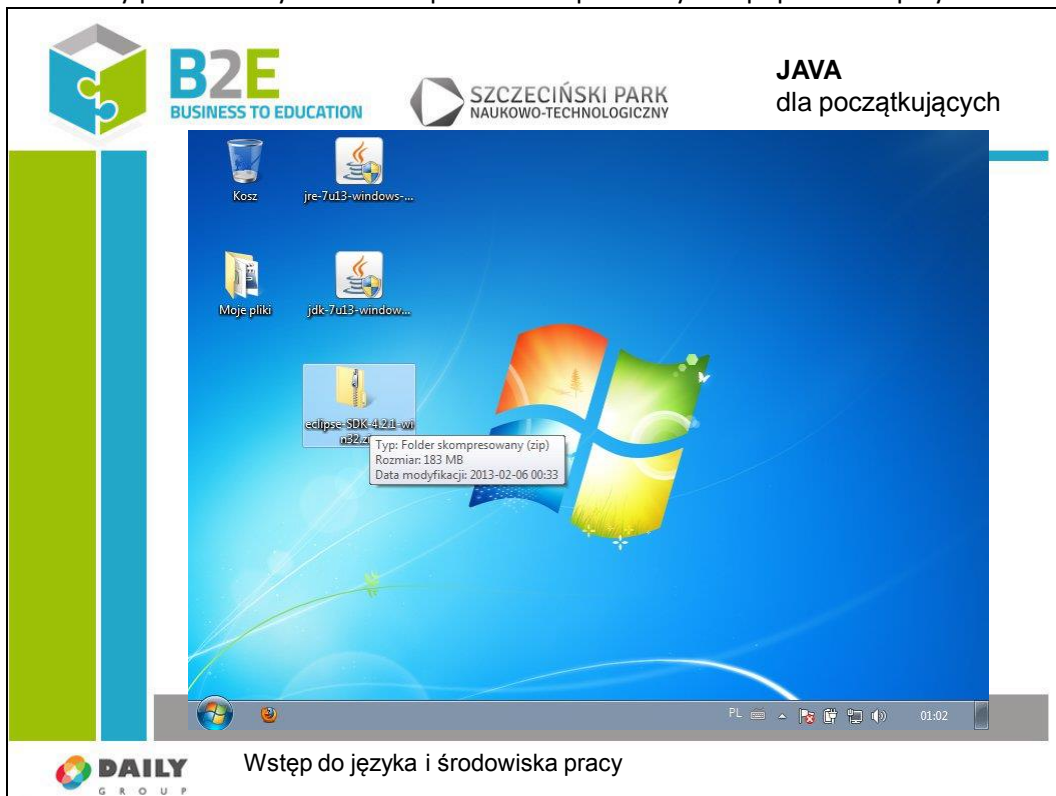 B2E
BUSINESS TO EDUCATION
SZCZECIŃSKI PARK
NAUKOWO-TECHNOLOGICZNY
JAVA
dla początkujących
Kosz
jre-7u13-windows-...
Moje pliki
jdk-7u13-window...
eclipse-SDK-4.2.1-wi
n32.zi
Typ: Folder skompresowany (zip)
Rozmiar: 183 MB
Data modyfikacji: 2013-02-06 00:33
PL
01:02
DAILY
GROUP
Wstęp do języka i środowiska pracy